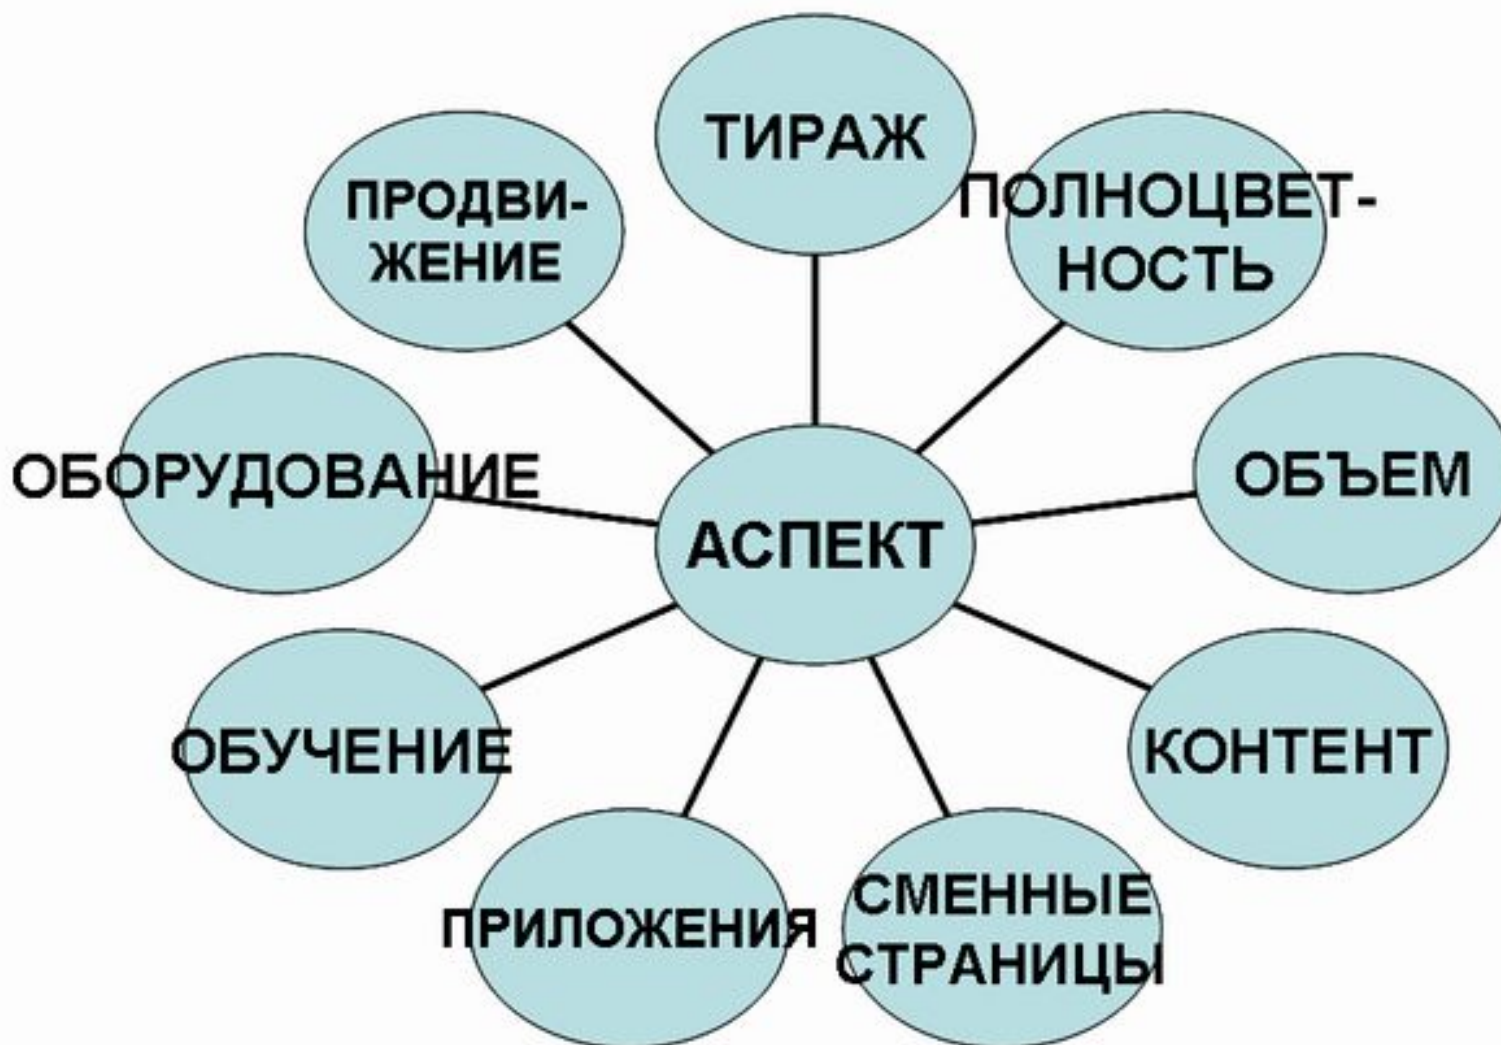 ТИРАЖ
ПРОДВИ-
ЖЕНИЕ
ПОЛНОЦВЕТ-
НОСТЬ
ОБОРУДОВАНИЕ
ОБЪЕМ
АСПЕКТ
ОБУЧЕНИЕ
КОНТЕНТ
ПРИЛОЖЕНИЯ
СМЕННЫЕ
СТРАНИЦЫ